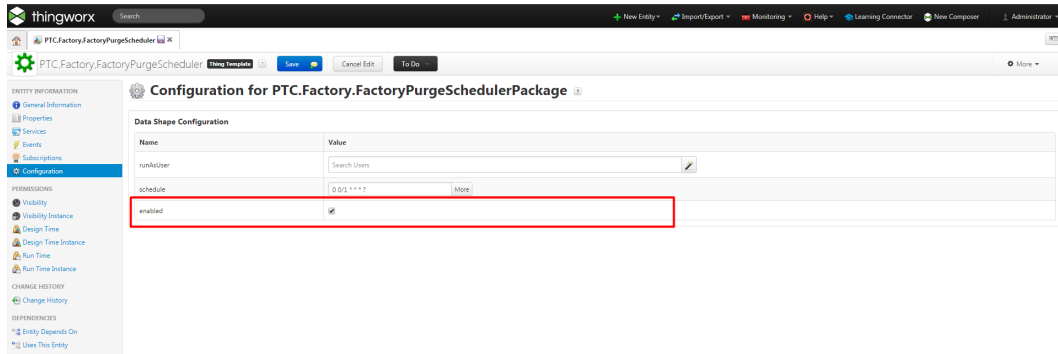 thingworx Search New Entity Import/Export Monitoring Help Learning Connector New Composer Administrator
PTC.Factory.FactoryPurgeScheduler
PTC.Factory.FactoryPurgeScheduler Thing Template Save Cancel Edit To Do More
ENTITY INFORMATION
General Information
Properties
Services
Events
Subscriptions
Configuration
PERMISSIONS
Visibility
Visibility Instance
Design Time
Design Time Instance
Run Time
Run Time Instance
CHANGE HISTORY
Change History
DEPENDENCIES
Entity Depends On
Uses This Entity
Configuration for PTC.Factory.FactoryPurgeSchedulerPackage
Data Shape Configuration
Name Value
runAsUser Search Users
schedule 0 0/1 * * * ? More
enabled